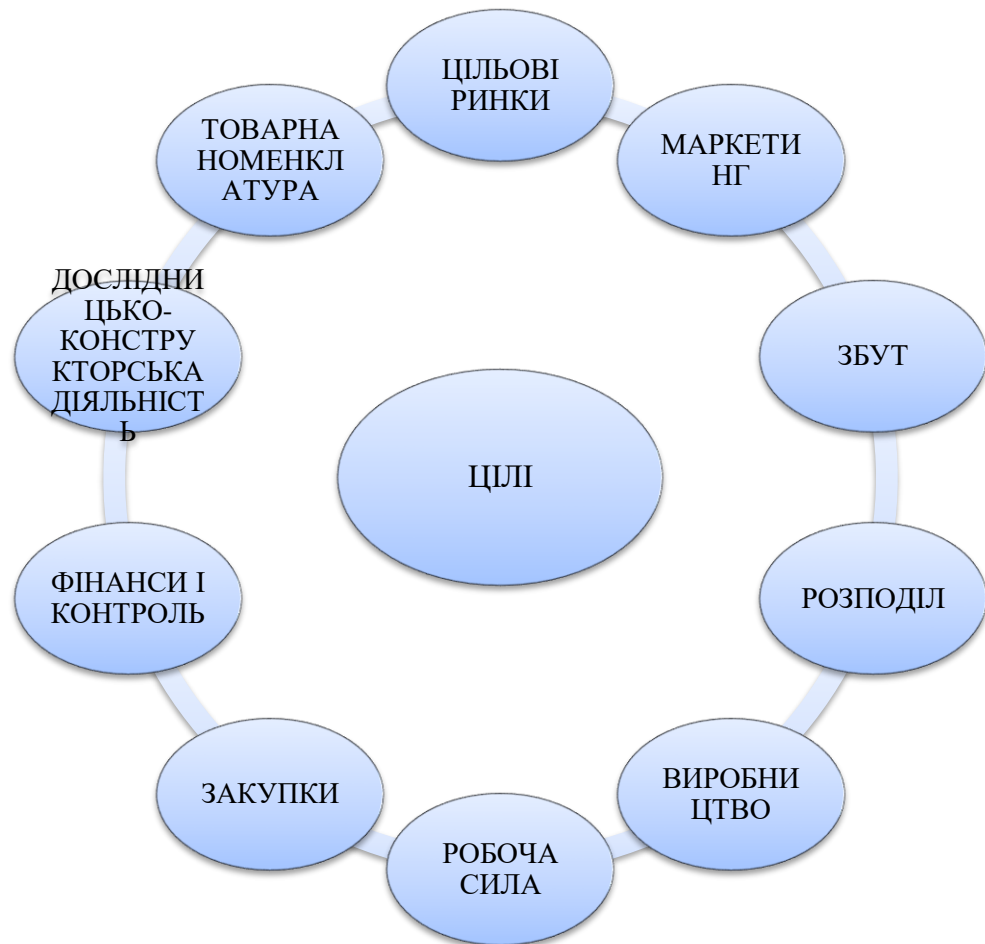 ЦІЛЬОВІ
РИНКИ
МАРКЕТИ
НГ
ЗБУТ
РОЗПОДІЛ
ВИРОБНИ
ЦТВО
РОБОЧА
СИЛА
ЗАКУПКИ
ФІНАНСИ І
КОНТРОЛЬ
ДОСЛІДНИ
ЦЬКО-
КОНСТРУ
КТОРСЬКА
ДІЯЛЬНІСТ
Ь
ТОВАРНА
НОМЕНКЛ
АТУРА
ЦІЛІ